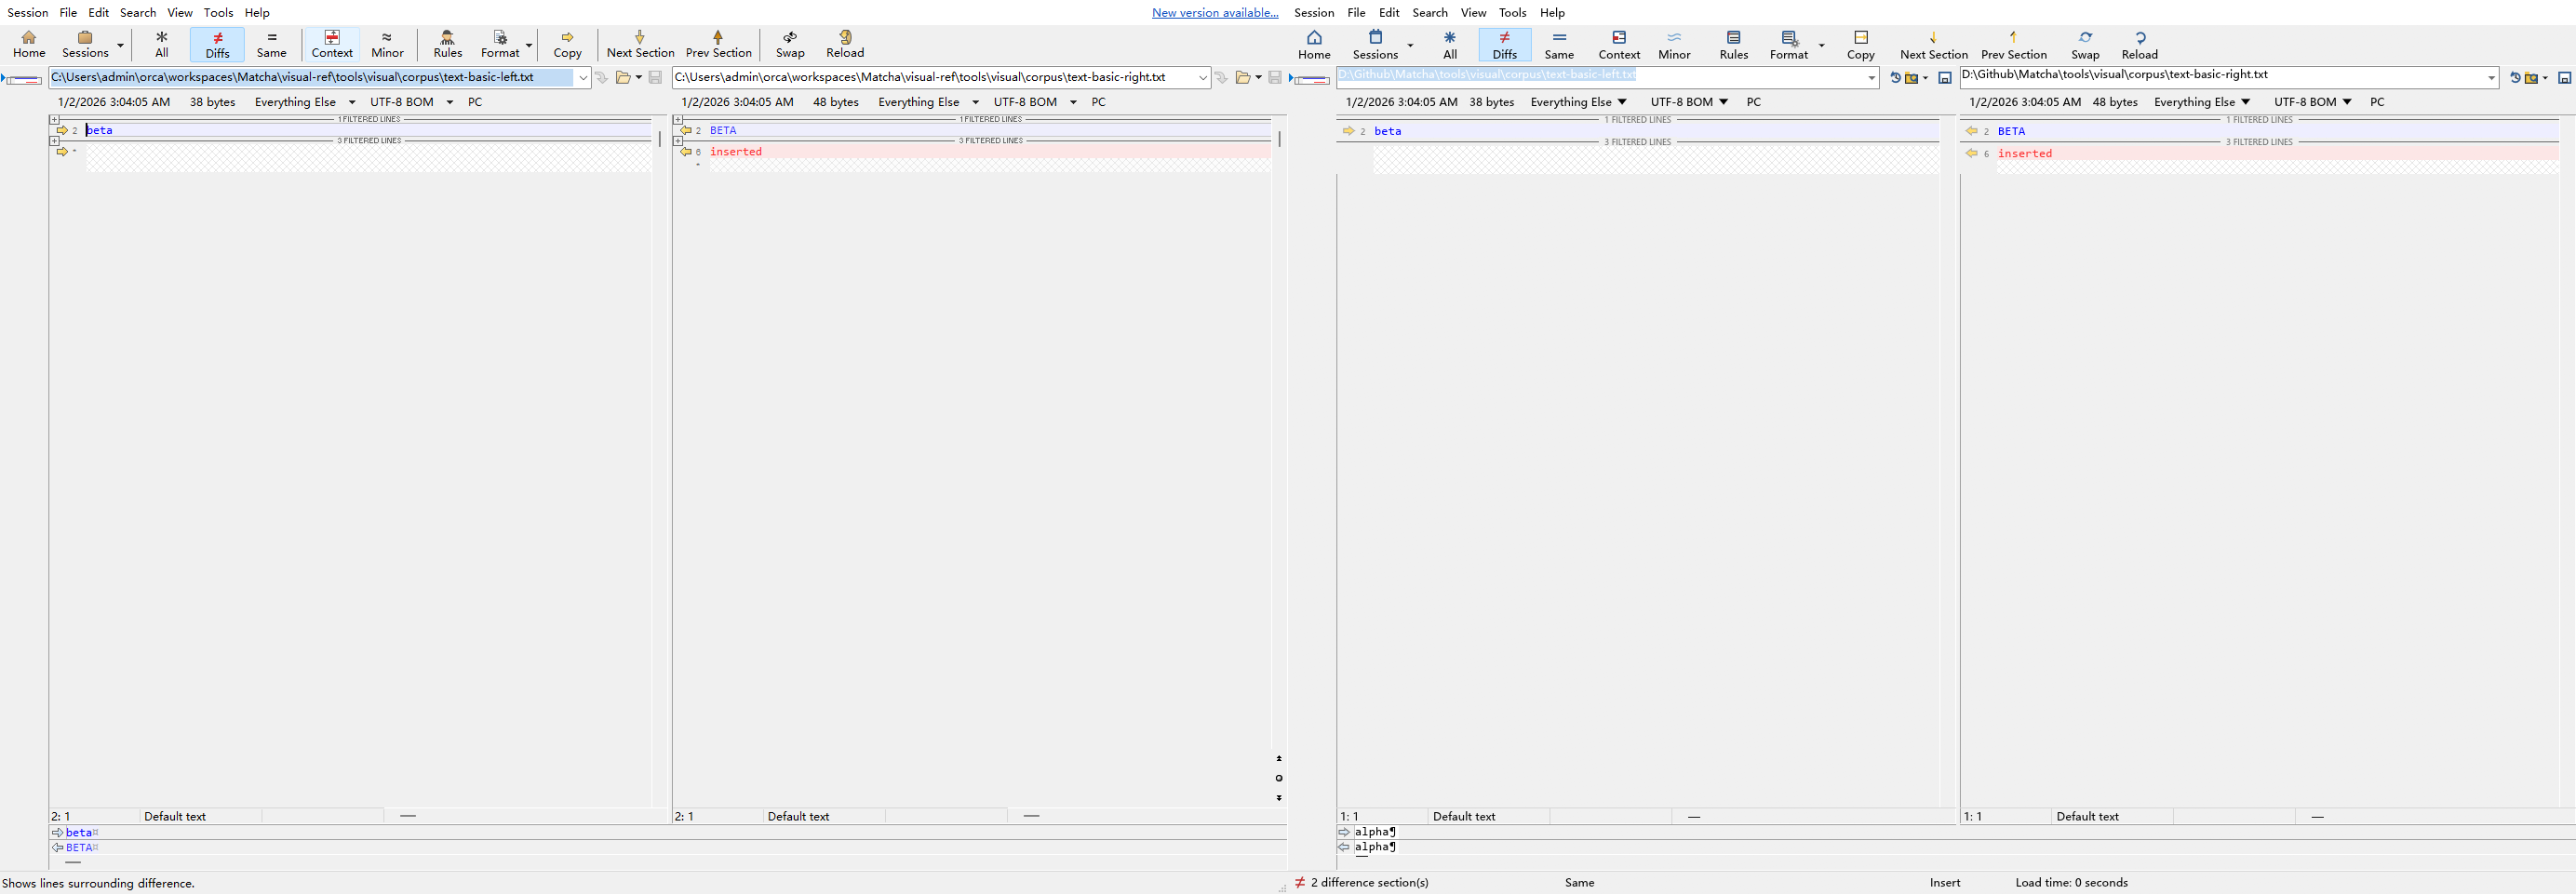 Session File Edit Search View Tools Help New version available...
Home Sessions All Diffs Same Context Minor Rules Format Copy Next Section Prev Section Swap Reload
C:\Users\admin\orca\workspaces\Matcha\visual-ref\tools\visual\corpus\text-basic-left.txt C:\Users\admin\orca\workspaces\Matcha\visual-ref\tools\visual\corpus\text-basic-right.txt
1/2/2026 3:04:05 AM 38 bytes Everything Else UTF-8 BOM PC 1/2/2026 3:04:05 AM 48 bytes Everything Else UTF-8 BOM PC
1 FILTERED LINES 1 FILTERED LINES
2 beta 2 BETA
3 FILTERED LINES 3 FILTERED LINES
6 inserted
2: 1 Default text 2: 1 Default text
beta¤
BETA¤
Shows lines surrounding difference.
Session File Edit Search View Tools Help
Home Sessions All Diffs Same Context Minor Rules Format Copy Next Section Prev Section Swap Reload
D:\Github\Matcha\tools\visual\corpus\text-basic-left.txt D:\Github\Matcha\tools\visual\corpus\text-basic-right.txt
1/2/2026 3:04:05 AM 38 bytes Everything Else UTF-8 BOM PC 1/2/2026 3:04:05 AM 48 bytes Everything Else UTF-8 BOM PC
1 FILTERED LINES 1 FILTERED LINES
2 beta 2 BETA
3 FILTERED LINES 3 FILTERED LINES
6 inserted
1: 1 Default text 1: 1 Default text
alpha¶
alpha¶
2 difference section(s) Same Insert Load time: 0 seconds